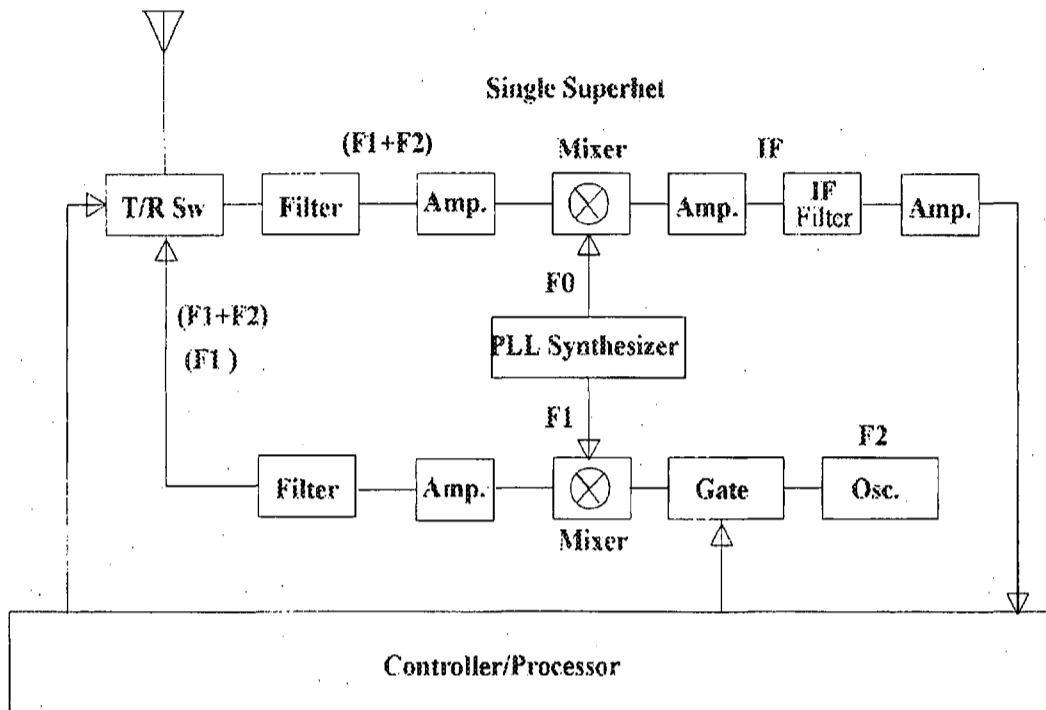 Single Superhet
(F1+F2)
Mixer
IF
T/R Sw
Filter
Amp.
Amp.
IF
Filter
Amp.
F0
(F1+F2)
(F1 )
PLL Synthesizer
F1
F2
Filter
Amp.
Gate
Osc.
Mixer
Controller/Processor